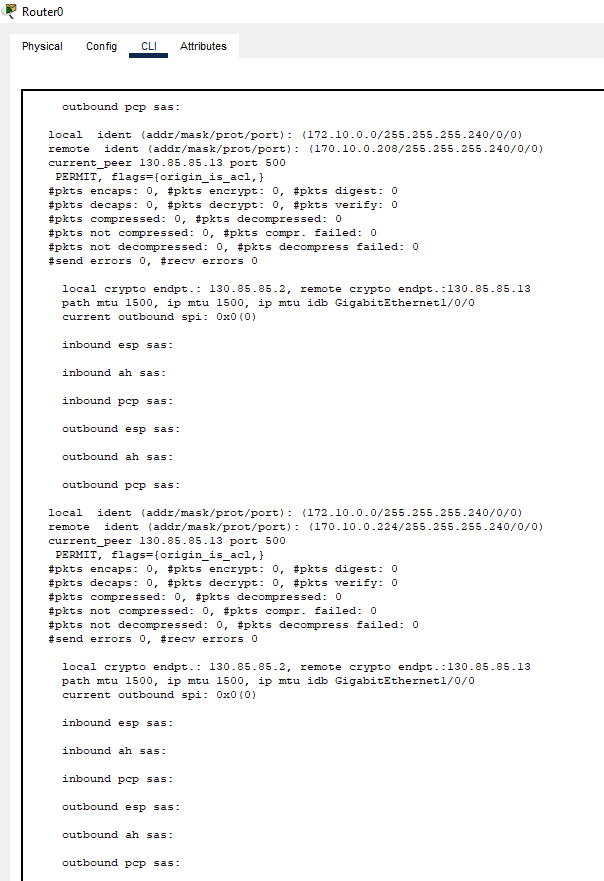 Router0
Physical Config CLI Attributes
outbound pcp sas:
local  ident (addr/mask/prot/port): (172.10.0.0/255.255.255.240/0/0)
remote  ident (addr/mask/prot/port): (170.10.0.208/255.255.255.240/0/0)
current_peer 130.85.85.13 port 500
PERMIT, flags={origin_is_acl,}
#pkts encaps: 0, #pkts encrypt: 0, #pkts digest: 0
#pkts decaps: 0, #pkts decrypt: 0, #pkts verify: 0
#pkts compressed: 0, #pkts decompressed: 0
#pkts not compressed: 0, #pkts compr. failed: 0
#pkts not decompressed: 0, #pkts decompress failed: 0
#send errors 0, #recv errors 0
local crypto endpt.: 130.85.85.2, remote crypto endpt.:130.85.85.13
path mtu 1500, ip mtu 1500, ip mtu idb GigabitEthernet1/0/0
current outbound spi: 0x0(0)
inbound esp sas:
inbound ah sas:
inbound pcp sas:
outbound esp sas:
outbound ah sas:
outbound pcp sas:
local  ident (addr/mask/prot/port): (172.10.0.0/255.255.255.240/0/0)
remote  ident (addr/mask/prot/port): (170.10.0.224/255.255.255.240/0/0)
current_peer 130.85.85.13 port 500
PERMIT, flags={origin_is_acl,}
#pkts encaps: 0, #pkts encrypt: 0, #pkts digest: 0
#pkts decaps: 0, #pkts decrypt: 0, #pkts verify: 0
#pkts compressed: 0, #pkts decompressed: 0
#pkts not compressed: 0, #pkts compr. failed: 0
#pkts not decompressed: 0, #pkts decompress failed: 0
#send errors 0, #recv errors 0
local crypto endpt.: 130.85.85.2, remote crypto endpt.:130.85.85.13
path mtu 1500, ip mtu 1500, ip mtu idb GigabitEthernet1/0/0
current outbound spi: 0x0(0)
inbound esp sas:
inbound ah sas:
inbound pcp sas:
outbound esp sas:
outbound ah sas:
outbound pcp sas: